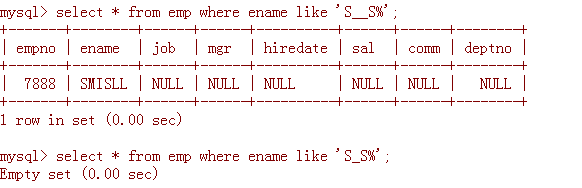 mysql> select * from emp where ename like 'S__S%';
+-------+--------+------+------+----------+------+------+--------+
| empno | ename | job | mgr | hiredate | sal | comm | deptno |
+-------+--------+------+------+----------+------+------+--------+
| 7888 | SMISLL | NULL | NULL | NULL | NULL | NULL | NULL |
+-------+--------+------+------+----------+------+------+--------+
1 row in set (0.00 sec)
mysql> select * from emp where ename like 'S_S%';
Empty set (0.00 sec)